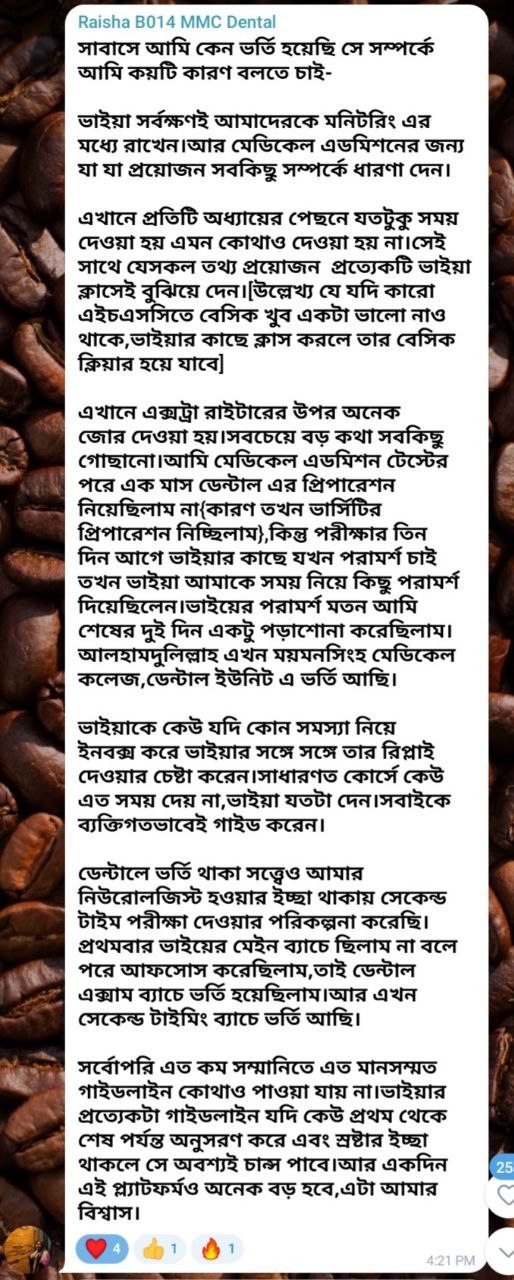 Raisha B014 MMC Dental
সাবাসে আমি কেন ভর্তি হয়েছি সে সম্পর্কে
আমি কয়টি কারণ বলতে চাই-
ভাইয়া সর্বক্ষণই আমাদেরকে মনিটরিং এর
মধ্যে রাখেন।আর মেডিকেল এডমিশনের জন্য
যা যা প্রয়োজন সবকিছু সম্পর্কে ধারণা দেন।
এখানে প্রতিটি অধ্যায়ের পেছনে যতটুকু সময়
দেওয়া হয় এমন কোথাও দেওয়া হয় না।সেই
সাথে যেসকল তথ্য প্রয়োজন প্রত্যেকটি ভাইয়া
ক্লাসেই বুঝিয়ে দেন।[উল্লেখ্য যে যদি কারো
এইচএসসিতে বেসিক খুব একটা ভালো নাও
থাকে,ভাইয়ার কাছে ক্লাস করলে তার বেসিক
ক্লিয়ার হয়ে যাবে]
এখানে এক্সট্রা রাইটারের উপর অনেক
জোর দেওয়া হয়।সবচেয়ে বড় কথা সবকিছু
গোছানো।আমি মেডিকেল এডমিশন টেস্টের
পরে এক মাস ডেন্টাল এর প্রিপারেশন
নিয়েছিলাম না{কারণ তখন ভার্সিটির
প্রিপারেশন নিচ্ছিলাম},কিন্তু পরীক্ষার তিন
দিন আগে ভাইয়ার কাছে যখন পরামর্শ চাই
তখন ভাইয়া আমাকে সময় নিয়ে কিছু পরামর্শ
দিয়েছিলেন।ভাইয়ের পরামর্শ মতন আমি
শেষের দুই দিন একটু পড়াশোনা করেছিলাম।
আলহামদুলিল্লাহ এখন ময়মনসিংহ মেডিকেল
কলেজ,ডেন্টাল ইউনিট এ ভর্তি আছি।
ভাইয়াকে কেউ যদি কোন সমস্যা নিয়ে
ইনবক্স করে ভাইয়ার সঙ্গে সঙ্গে তার রিপ্লাই
দেওয়ার চেষ্টা করেন।সাধারণত কোর্সে কেউ
এত সময় দেয় না,ভাইয়া যতটা দেন।সবাইকে
ব্যক্তিগতভাবেই গাইড করেন।
ডেন্টালে ভর্তি থাকা সত্ত্বেও আমার
নিউরোলজিস্ট হওয়ার ইচ্ছা থাকায় সেকেন্ড
টাইম পরীক্ষা দেওয়ার পরিকল্পনা করেছি।
প্রথমবার ভাইয়ের মেইন ব্যাচে ছিলাম না বলে
পরে আফসোস করেছিলাম,তাই ডেন্টাল
এক্সাম ব্যাচে ভর্তি হয়েছিলাম।আর এখন
সেকেন্ড টাইমিং ব্যাচে ভর্তি আছি।
সর্বোপরি এত কম সম্মানিতে এত মানসম্মত
গাইডলাইন কোথাও পাওয়া যায় না।ভাইয়ার
প্রত্যেকটা গাইডলাইন যদি কেউ প্রথম থেকে
শেষ পর্যন্ত অনুসরণ করে এবং স্রষ্টার ইচ্ছা
থাকলে সে অবশ্যই চান্স পাবে।আর একদিন
এই প্ল্যাটফর্মও অনেক বড় হবে,এটা আমার
বিশ্বাস।
4 1 1
4:21 PM
25